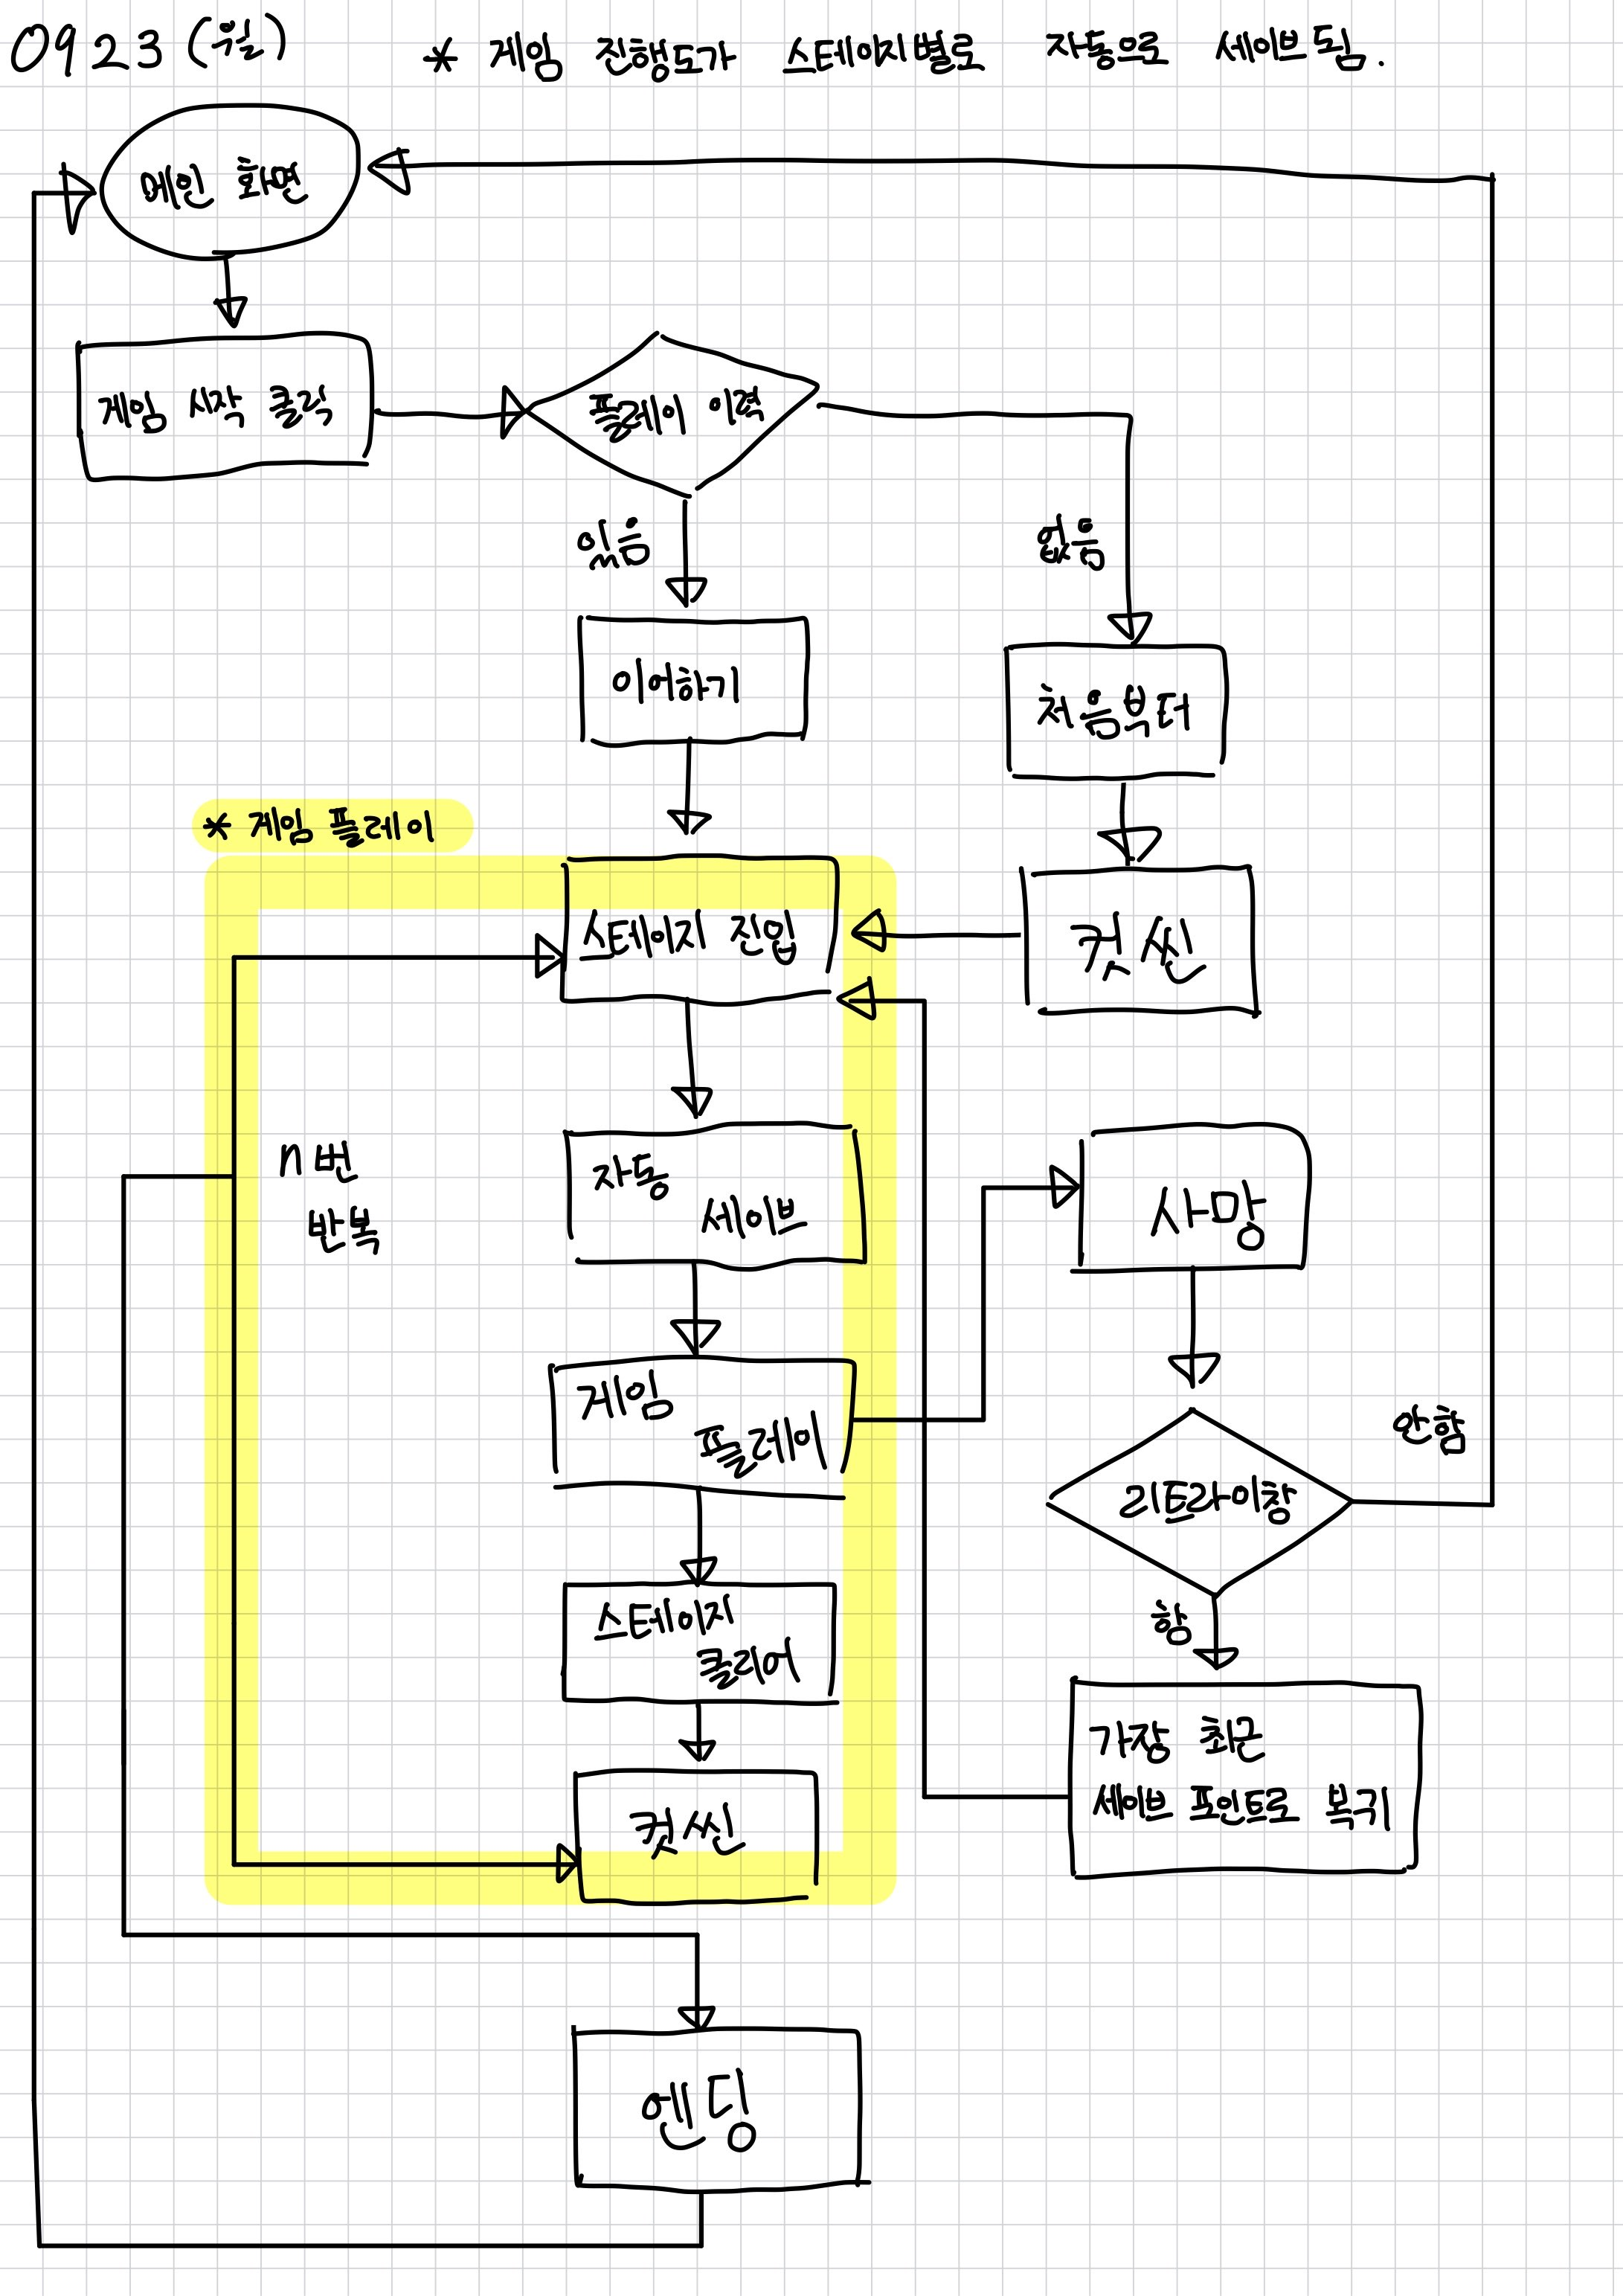 0923 (월)
* 게임 진행도가 스테이지별로 자동으로 세이브 됨.
메인 화면
게임 시작 클릭
플레이 이력
있음
없음
이어하기
처음부터
* 게임 플레이
스테이지 진입
컷 씬
n번
반복
자동
세이브
사망
게임
플레이
안함
리트라이함
스테이지
클리어
함
가장 최근
세이브 포인트로 복귀
컷씬
엔딩